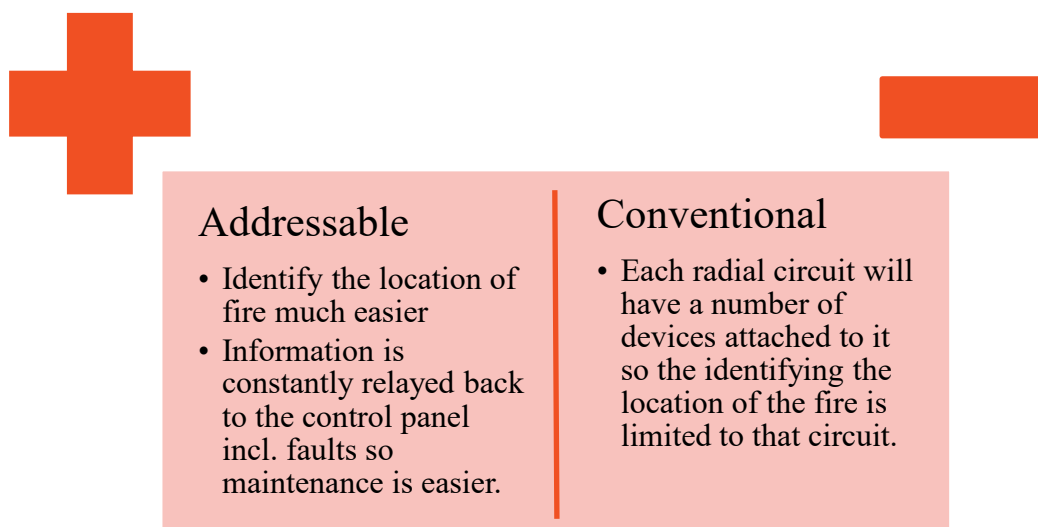 Addressable
• Identify the location of
fire much easier
• Information is
constantly relayed back
to the control panel
incl. faults so
maintenance is easier.
Conventional
• Each radial circuit will
have a number of
devices attached to it
so the identifying the
location of the fire is
limited to that circuit.